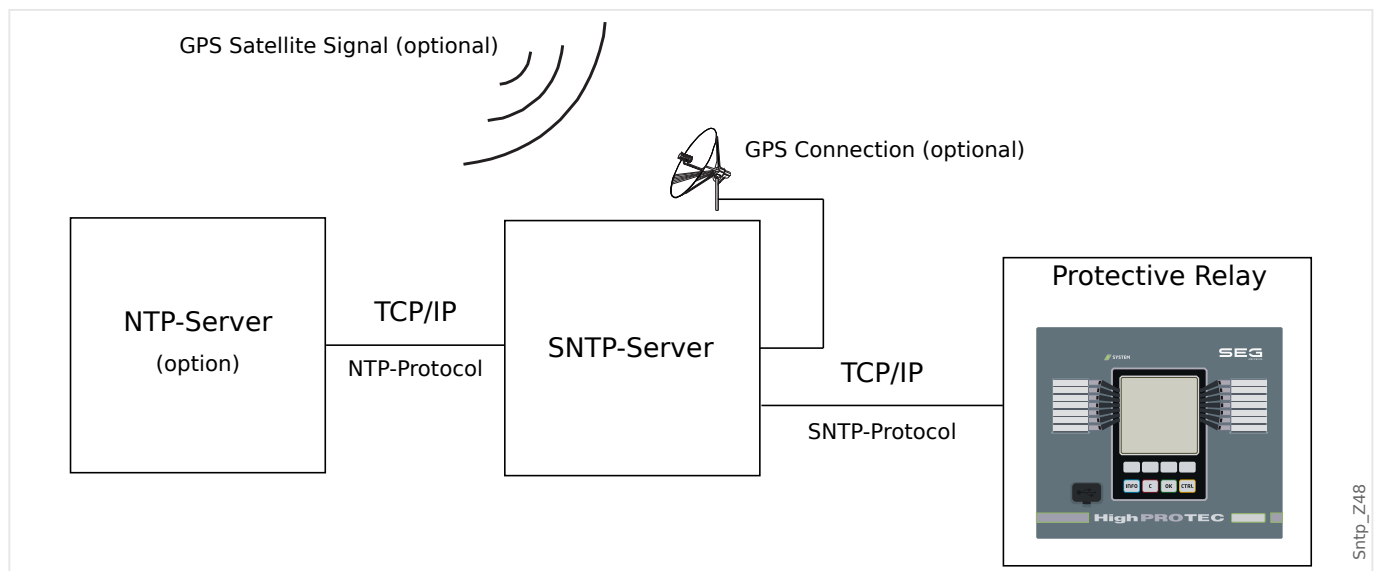 GPS Satellite Signal (optional)
GPS Connection (optional)
NTP-Server
(option)
TCP/IP
NTP-Protocol
SNTP-Server
TCP/IP
SNTP-Protocol
Protective Relay
SYSTEM
SEG
INFO
C
OK
CTRL
HighPROTEC
Sntp_Z48